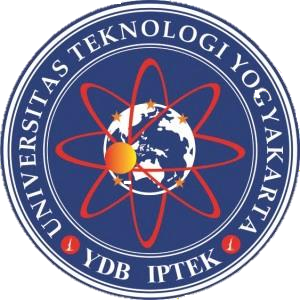 UNIVERSITAS TEKNOLOGI YOGYAKARTA
YDB IPTEK